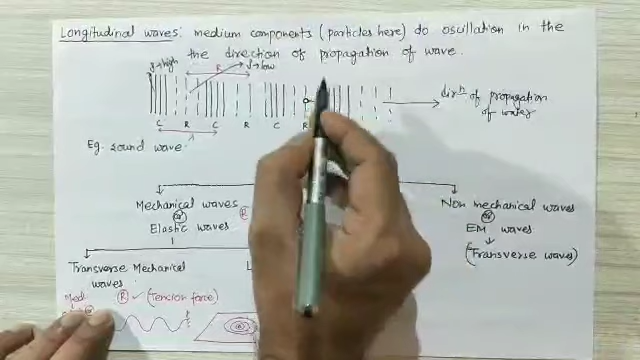 Longitudinal waves: medium components (particles here) do oscillation in the
the direction of propagation of wave.
f→high R f→low
C R C R C R
λ
dirn of propagation
of wave
Eg. sound wave
Mechanical waves
or
Elastic waves
R
Non mechanical waves
or
EM waves
(Transverse waves)
Transverse Mechanical
waves
L
Med. R ✓ (Tension force)